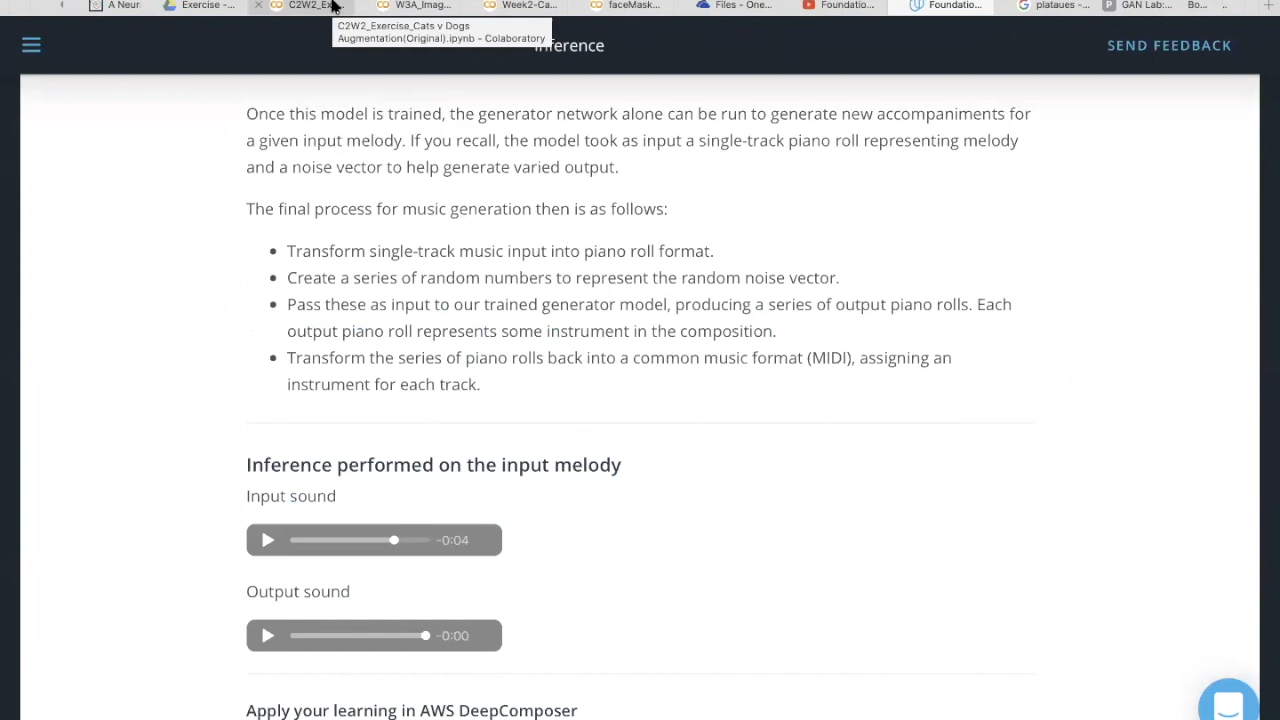 A Neur
Exercise -
C2W2_Ex
W3A_Imag...
Week2-Ca...
faceMask...
Files - One...
Foundatio...
Foundatio...
plataues -...
GAN Lab:...
Bo...
C2W2_Exercise_Cats v Dogs
Augmentation(Original).ipynb - Colaboratory
Inference
SEND FEEDBACK
Once this model is trained, the generator network alone can be run to generate new accompaniments for
a given input melody. If you recall, the model took as input a single-track piano roll representing melody
and a noise vector to help generate varied output.
The final process for music generation then is as follows:
Transform single-track music input into piano roll format.
Create a series of random numbers to represent the random noise vector.
Pass these as input to our trained generator model, producing a series of output piano rolls. Each
output piano roll represents some instrument in the composition.
Transform the series of piano rolls back into a common music format (MIDI), assigning an
instrument for each track.
Inference performed on the input melody
Input sound
-0:04
Output sound
-0:00
Apply your learning in AWS DeepComposer